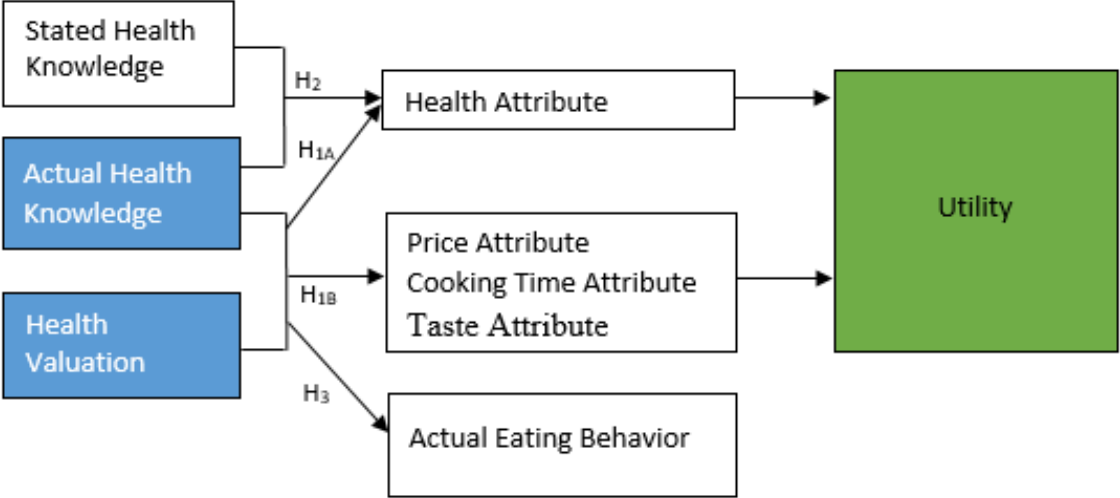 Stated Health
Knowledge
H₂
Health Attribute
H₁ₐ
Actual Health
Knowledge
Utility
Price Attribute
Cooking Time Attribute
Taste Attribute
H₁B
Health
Valuation
H₃
Actual Eating Behavior